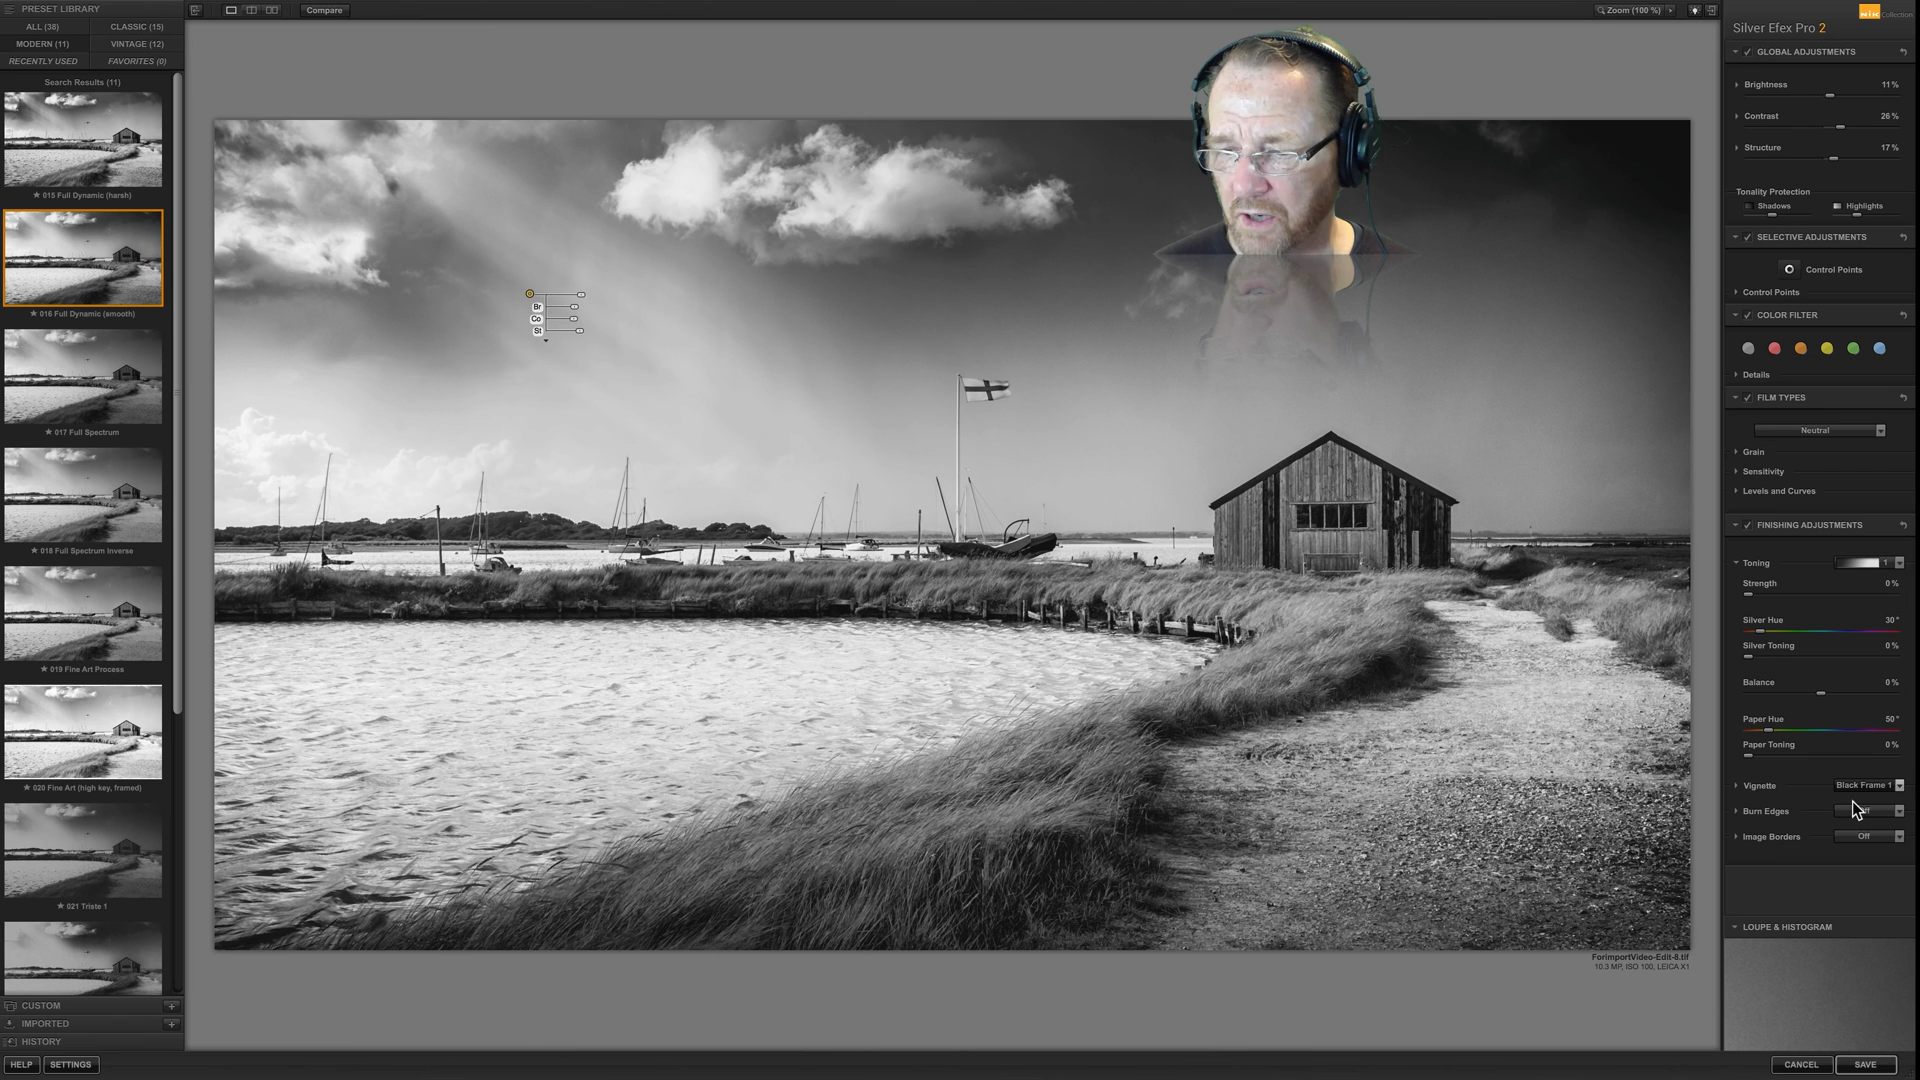 PRESET LIBRARY
ALL (38)
CLASSIC (15)
MODERN (11)
VINTAGE (12)
RECENTLY USED
FAVORITES (0)
Search Results (11)
★ 015 Full Dynamic (harsh)
★ 016 Full Dynamic (smooth)
★ 017 Full Spectrum
★ 018 Full Spectrum Inverse
★ 019 Fine Art Process
★ 020 Fine Art (high key, framed)
★ 021 Triste 1
CUSTOM
IMPORTED
HISTORY
HELP
SETTINGS
Compare
Zoom (100 %)
Br
Co
St
ForimportVideo-Edit-8.tif
10.3 MP, ISO 100, LEICA X1
Nik Collection
Silver Efex Pro 2
GLOBAL ADJUSTMENTS
Brightness 11 %
Contrast 26 %
Structure 17 %
Tonality Protection
Shadows Highlights
SELECTIVE ADJUSTMENTS
Control Points
Control Points
COLOR FILTER
Details
FILM TYPES
Neutral
Grain
Sensitivity
Levels and Curves
FINISHING ADJUSTMENTS
Toning 1
Strength 0 %
Silver Hue 30 °
Silver Toning 0 %
Balance 0 %
Paper Hue 50 °
Paper Toning 0 %
Vignette Black Frame 1
Burn Edges
Image Borders Off
LOUPE & HISTOGRAM
CANCEL
SAVE